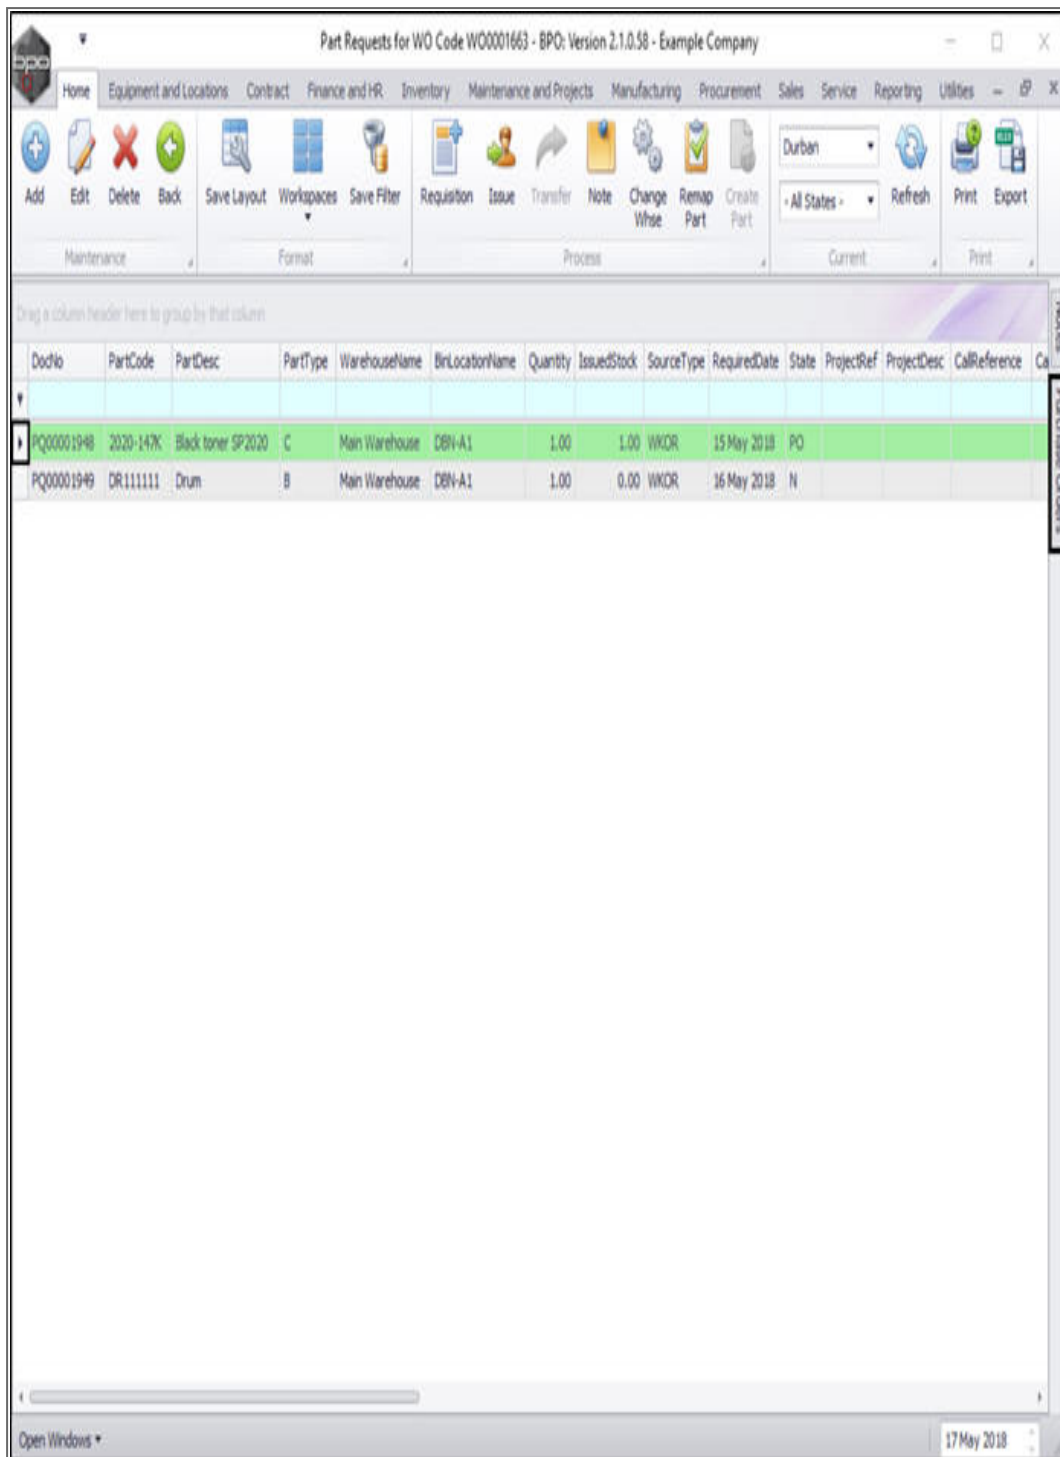 Part Requests for WO Code WO0001663 - BPO: Version 2.1.0.58 - Example Company
bpo
Home Equipment and Locations Contract Finance and HR Inventory Maintenance and Projects Manufacturing Procurement Sales Service Reporting Utilities
Add Edit Delete Back Save Layout Workspaces Save Filter Requisition Issue Transfer Note Change Whse Remap Part Create Part Durban - All States - Refresh Print Export
Maintenance Format Process Current Print
Drag a column header here to group by that column
DocNo PartCode PartDesc PartType WarehouseName BinLocationName Quantity IssuedStock SourceType RequiredDate State ProjectRef ProjectDesc CallReference Ca
PQ00001948 2020-147K Black toner SP2020 C Main Warehouse DBN-A1 1.00 1.00 WKOR 15 May 2018 PO
PQ00001949 DR111111 Drum B Main Warehouse DBN-A1 1.00 0.00 WKOR 16 May 2018 N
Open Windows 17 May 2018